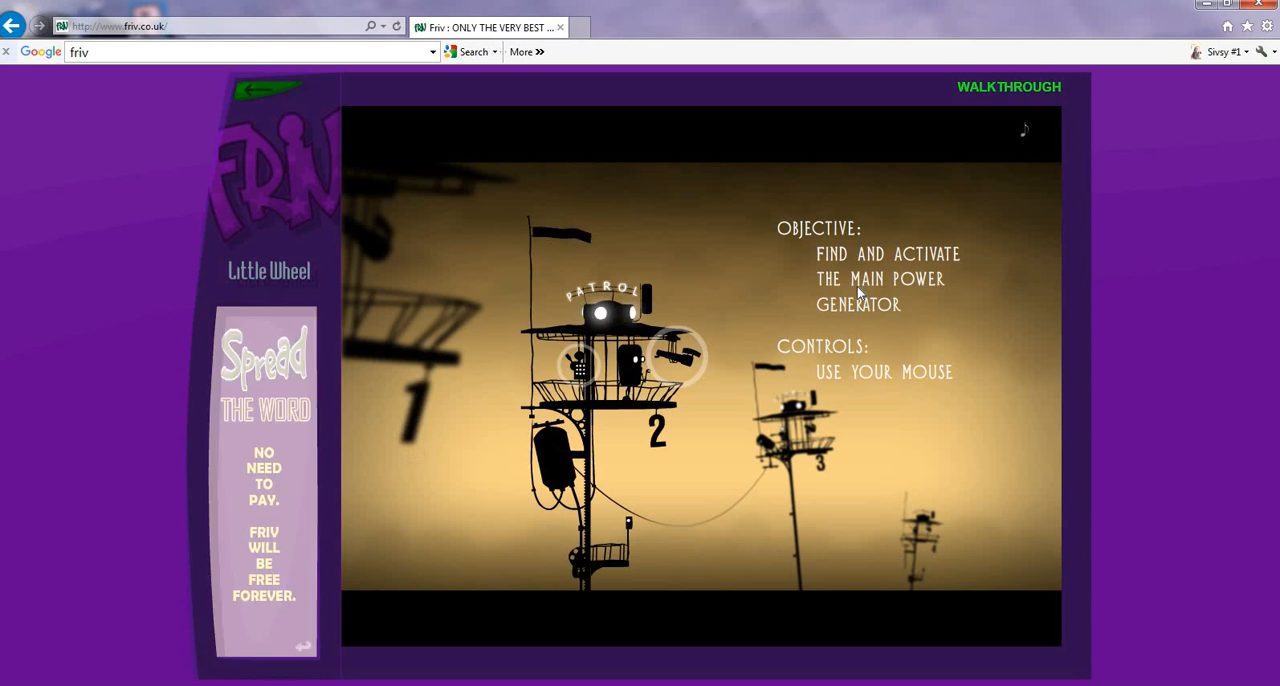 http://www.friv.co.uk/
Friv : ONLY THE VERY BEST ...
Google
friv
Search
More »
Sivsy #1
WALKTHROUGH
FRIV
Little Wheel
Spread
THE WORD
NO
NEED
TO
PAY.
FRIV
WILL
BE
FREE
FOREVER.
PATROL
1
2
3
OBJECTIVE:
FIND AND ACTIVATE
THE MAIN POWER
GENERATOR
CONTROLS:
USE YOUR MOUSE